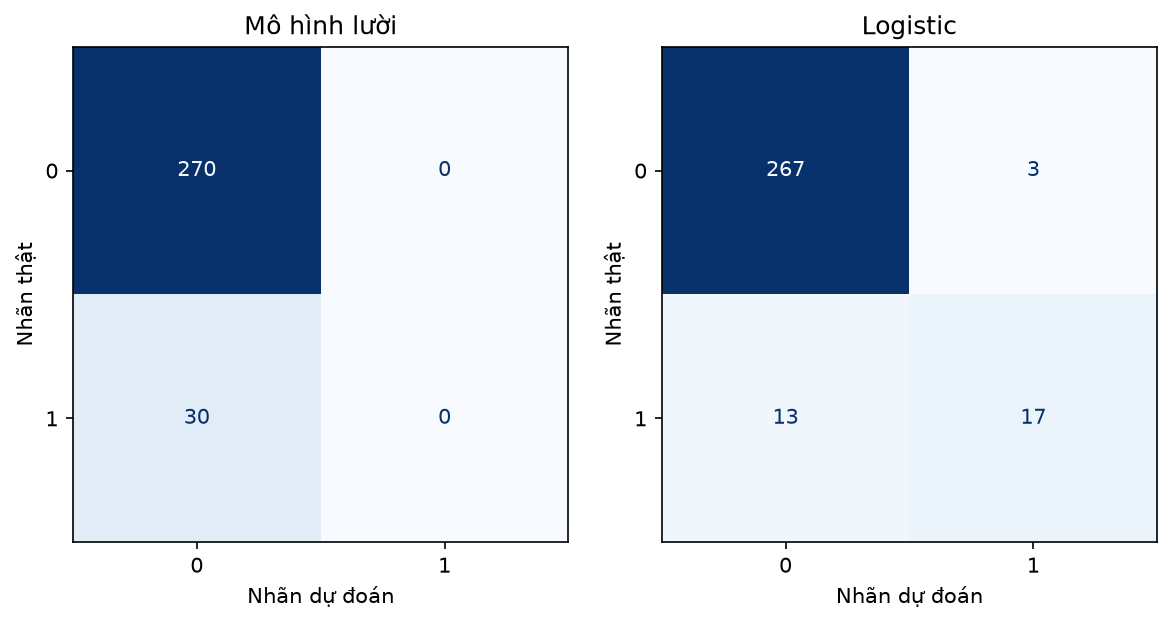 Mô hình lười
270
0
30
0
0
1
0
1
Nhãn thật
Nhãn dự đoán
Logistic
267
3
13
17
0
1
0
1
Nhãn thật
Nhãn dự đoán